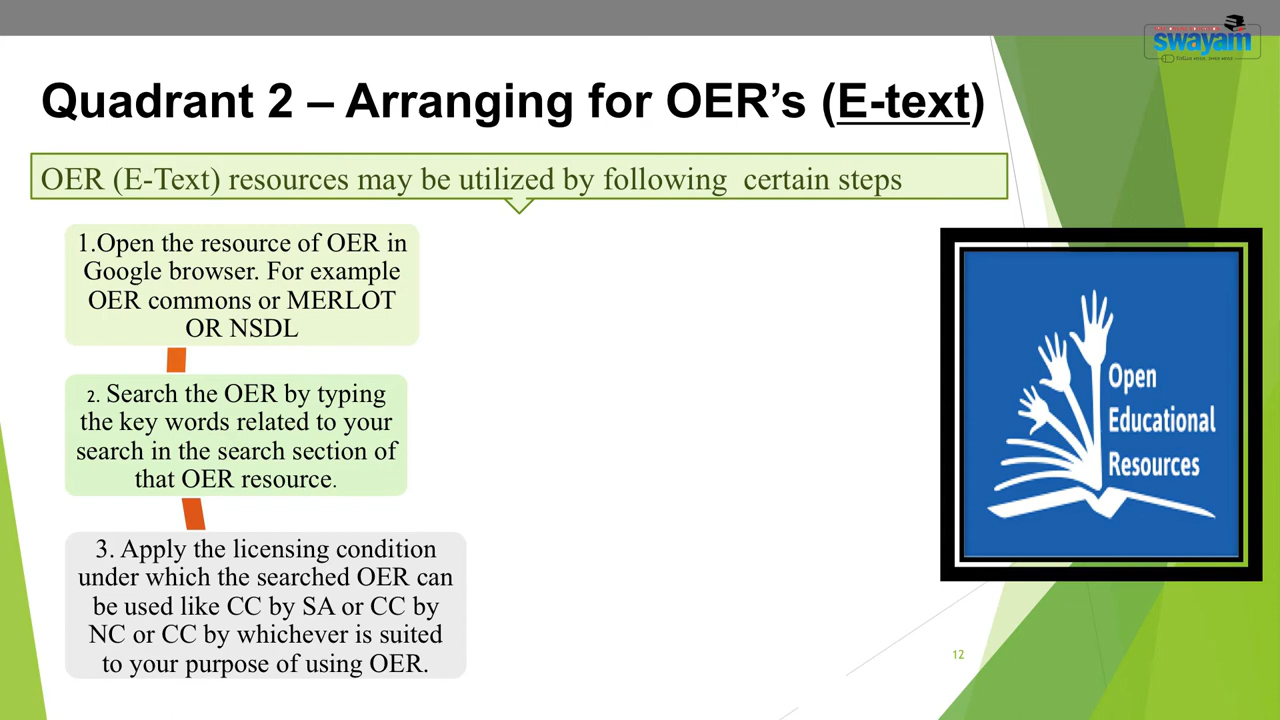 swayam
Quadrant 2 – Arranging for OER’s (E-text)
OER (E-Text) resources may be utilized by following certain steps
1.Open the resource of OER in
Google browser. For example
OER commons or MERLOT
OR NSDL
2. Search the OER by typing
the key words related to your
search in the search section of
that OER resource.
3. Apply the licensing condition
under which the searched OER can
be used like CC by SA or CC by
NC or CC by whichever is suited
to your purpose of using OER.
Open
Educational
Resources
12